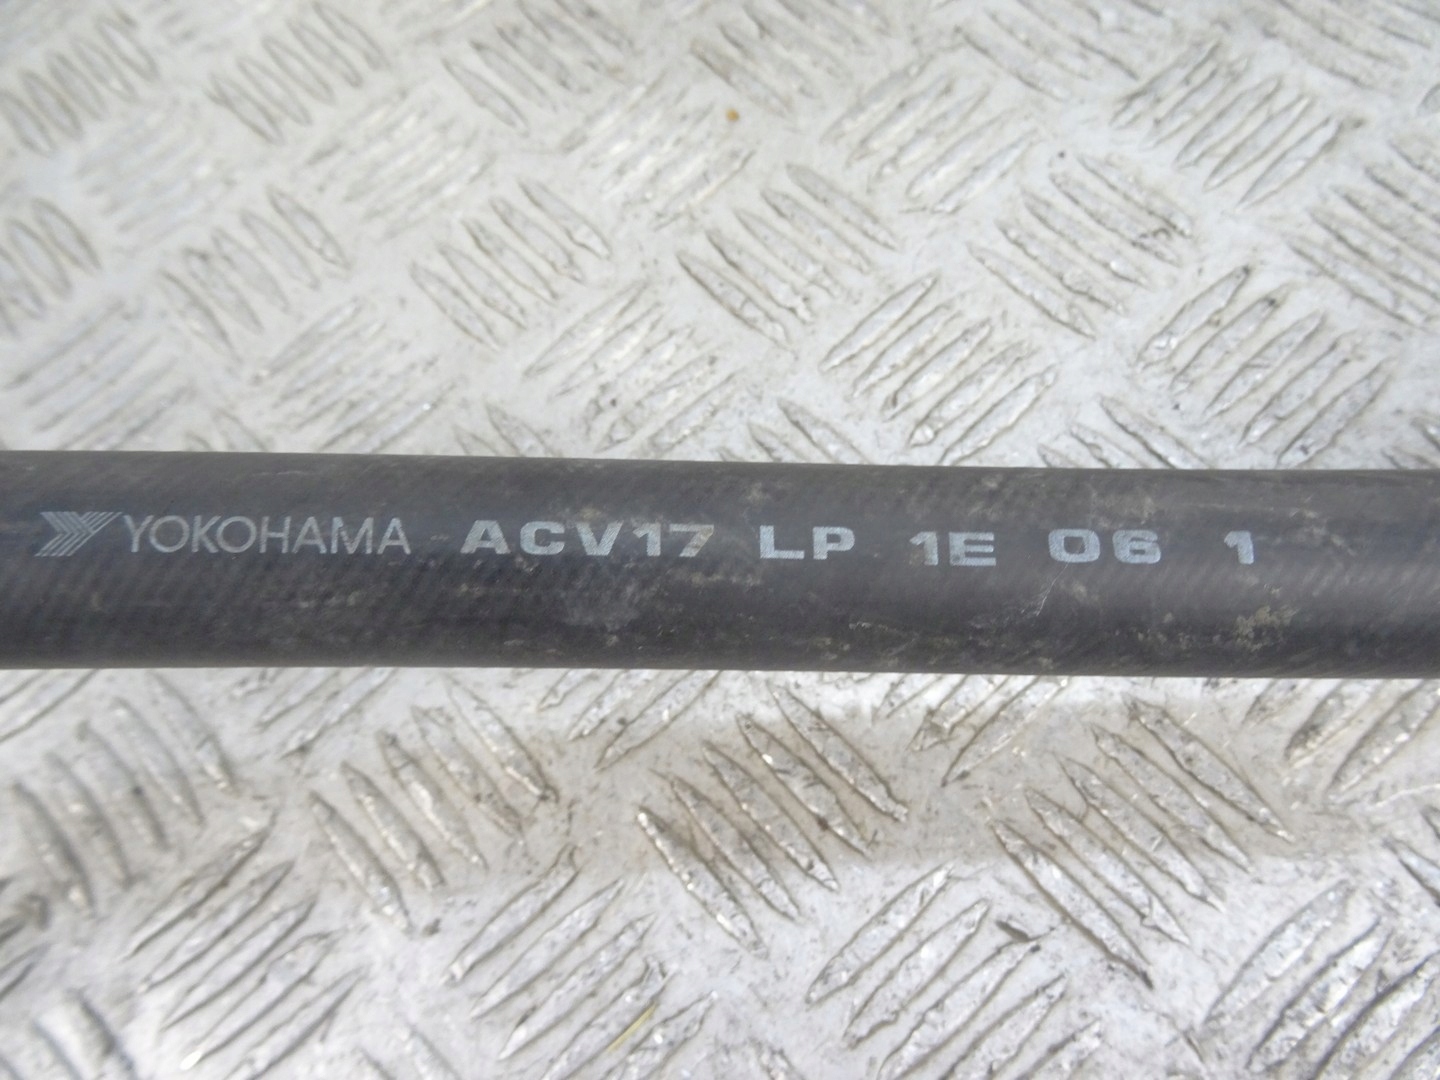 YOKOHAMA ACV17 LP 1E 06 1